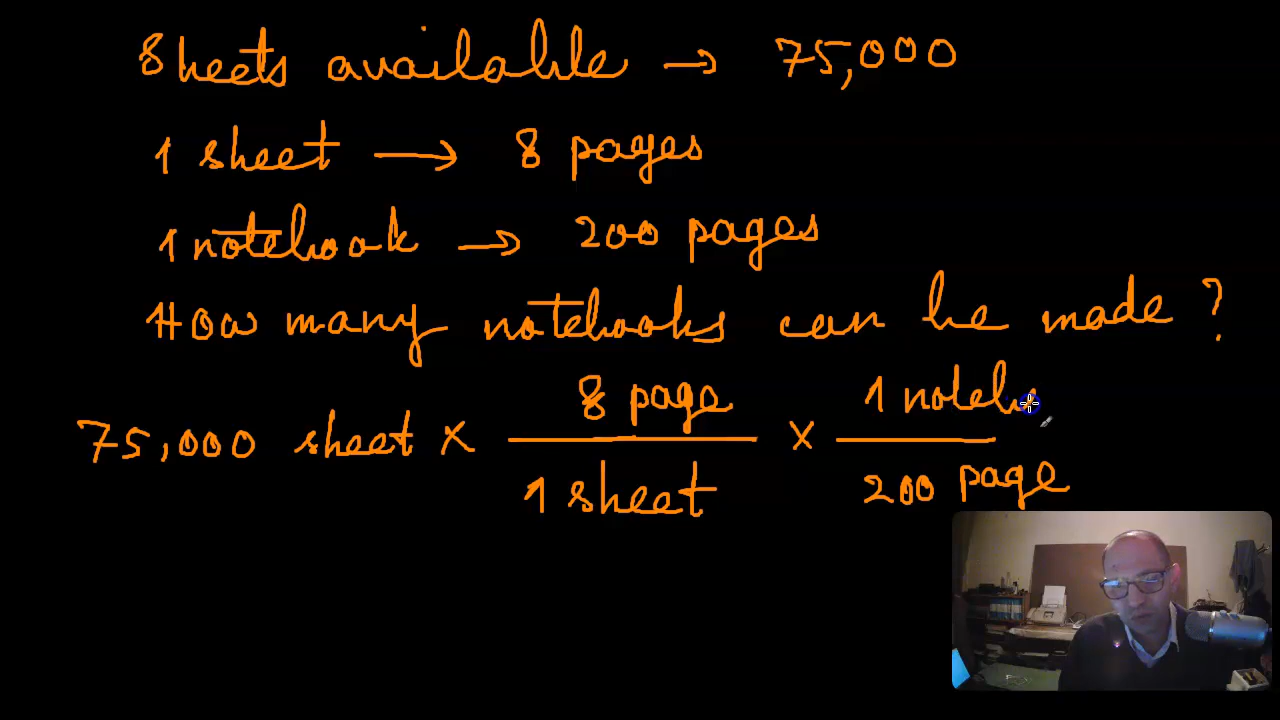 Sheets available → 75,000
1 sheet → 8 pages
1 notebook → 200 pages
How many notebooks can be made ?
75,000 sheet × 8 page / 1 sheet × 1 noteb / 200 page